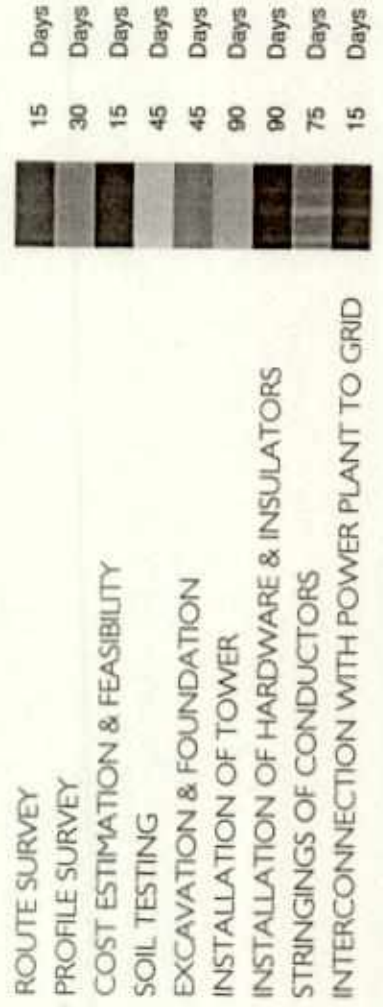 ROUTE SURVEY 15 Days
PROFILE SURVEY 30 Days
COST ESTIMATION & FEASIBILITY 15 Days
SOIL TESTING 45 Days
EXCAVATION & FOUNDATION 45 Days
INSTALLATION OF TOWER 90 Days
INSTALLATION OF HARDWARE & INSULATORS 90 Days
STRINGINGS OF CONDUCTORS 75 Days
INTERCONNECTION WITH POWER PLANT TO GRID 15 Days